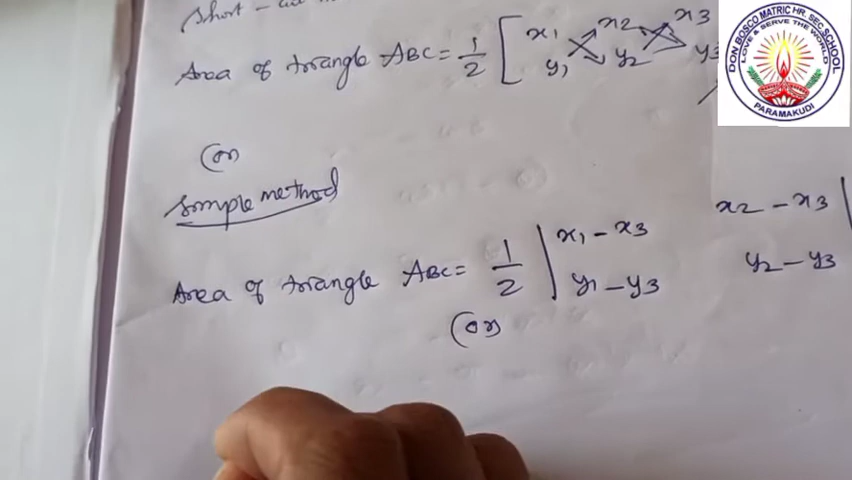 Short -
Area of triangle ABC = 1/2 [ x1 x2 x3
y1 y2 y3
(or)
Simple method
Area of triangle ABC = 1/2 | x1 - x3 x2 - x3 |
y1 - y3 y2 - y3
(or)
DON BOSCO MATRIC HR. SEC SCHOOL
LOVE & SERVE THE WORLD
PARAMAKUDI